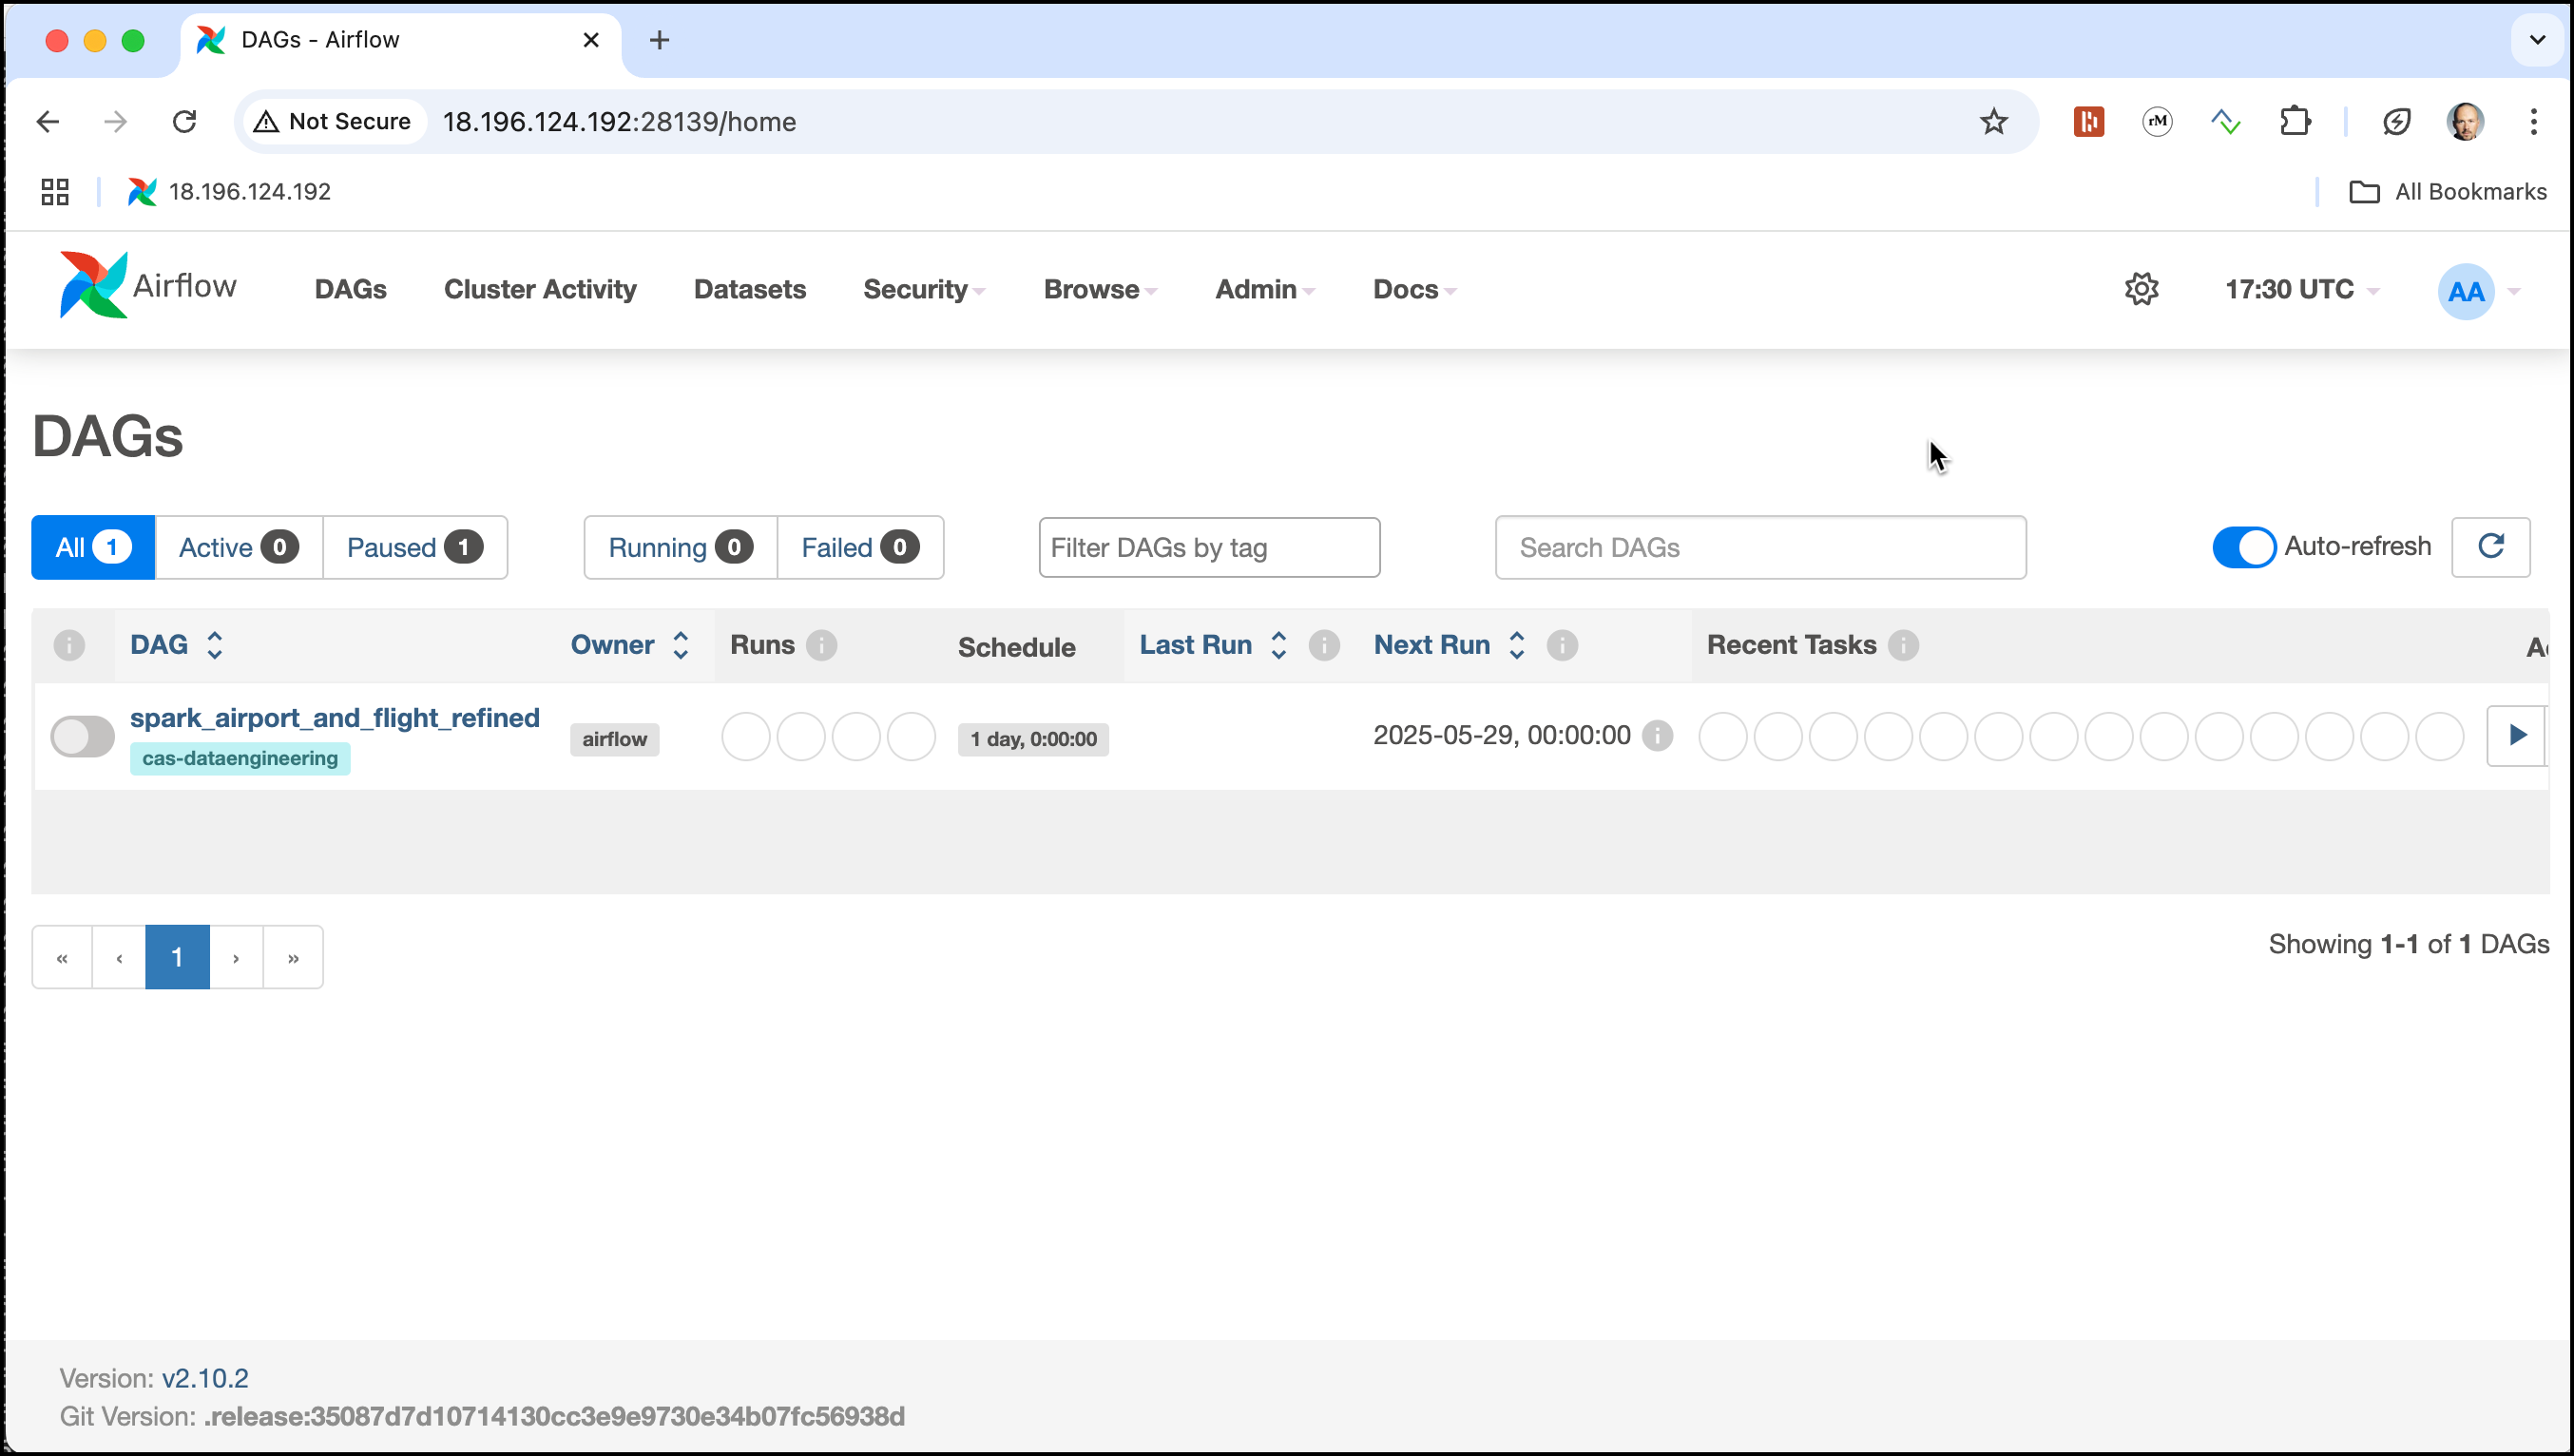 DAGs - Airflow
Not Secure 18.196.124.192:28139/home
18.196.124.192 All Bookmarks
Airflow DAGs Cluster Activity Datasets Security Browse Admin Docs 17:30 UTC AA
DAGs
All 1 Active 0 Paused 1 Running 0 Failed 0 Filter DAGs by tag Search DAGs Auto-refresh
DAG Owner Runs Schedule Last Run Next Run Recent Tasks
spark_airport_and_flight_refined airflow 1 day, 0:00:00 2025-05-29, 00:00:00
cas-dataengineering
« ‹ 1 › » Showing 1-1 of 1 DAGs
Version: v2.10.2
Git Version: .release:35087d7d10714130cc3e9e9730e34b07fc56938d